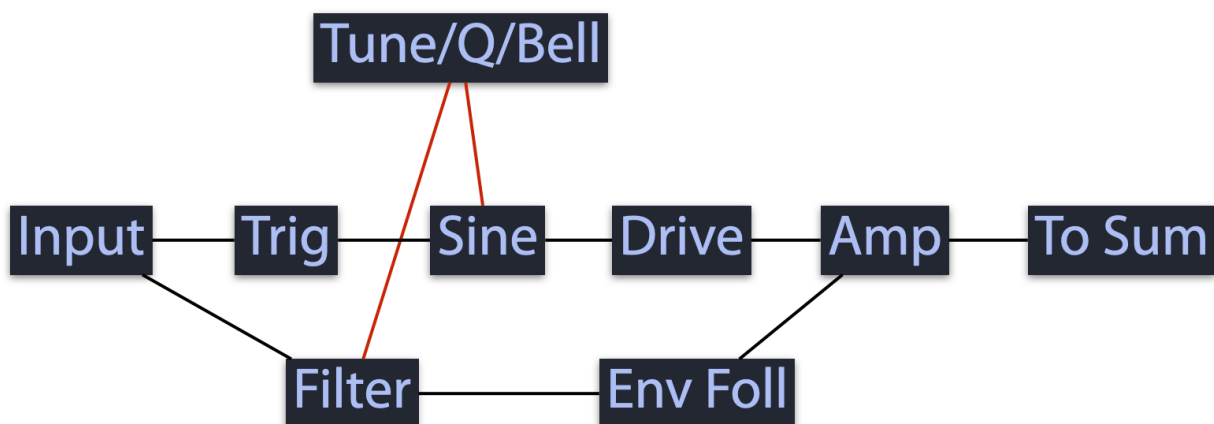 Tune/Q/Bell
Input
Trig
Sine
Drive
Amp
To Sum
Filter
Env Foll